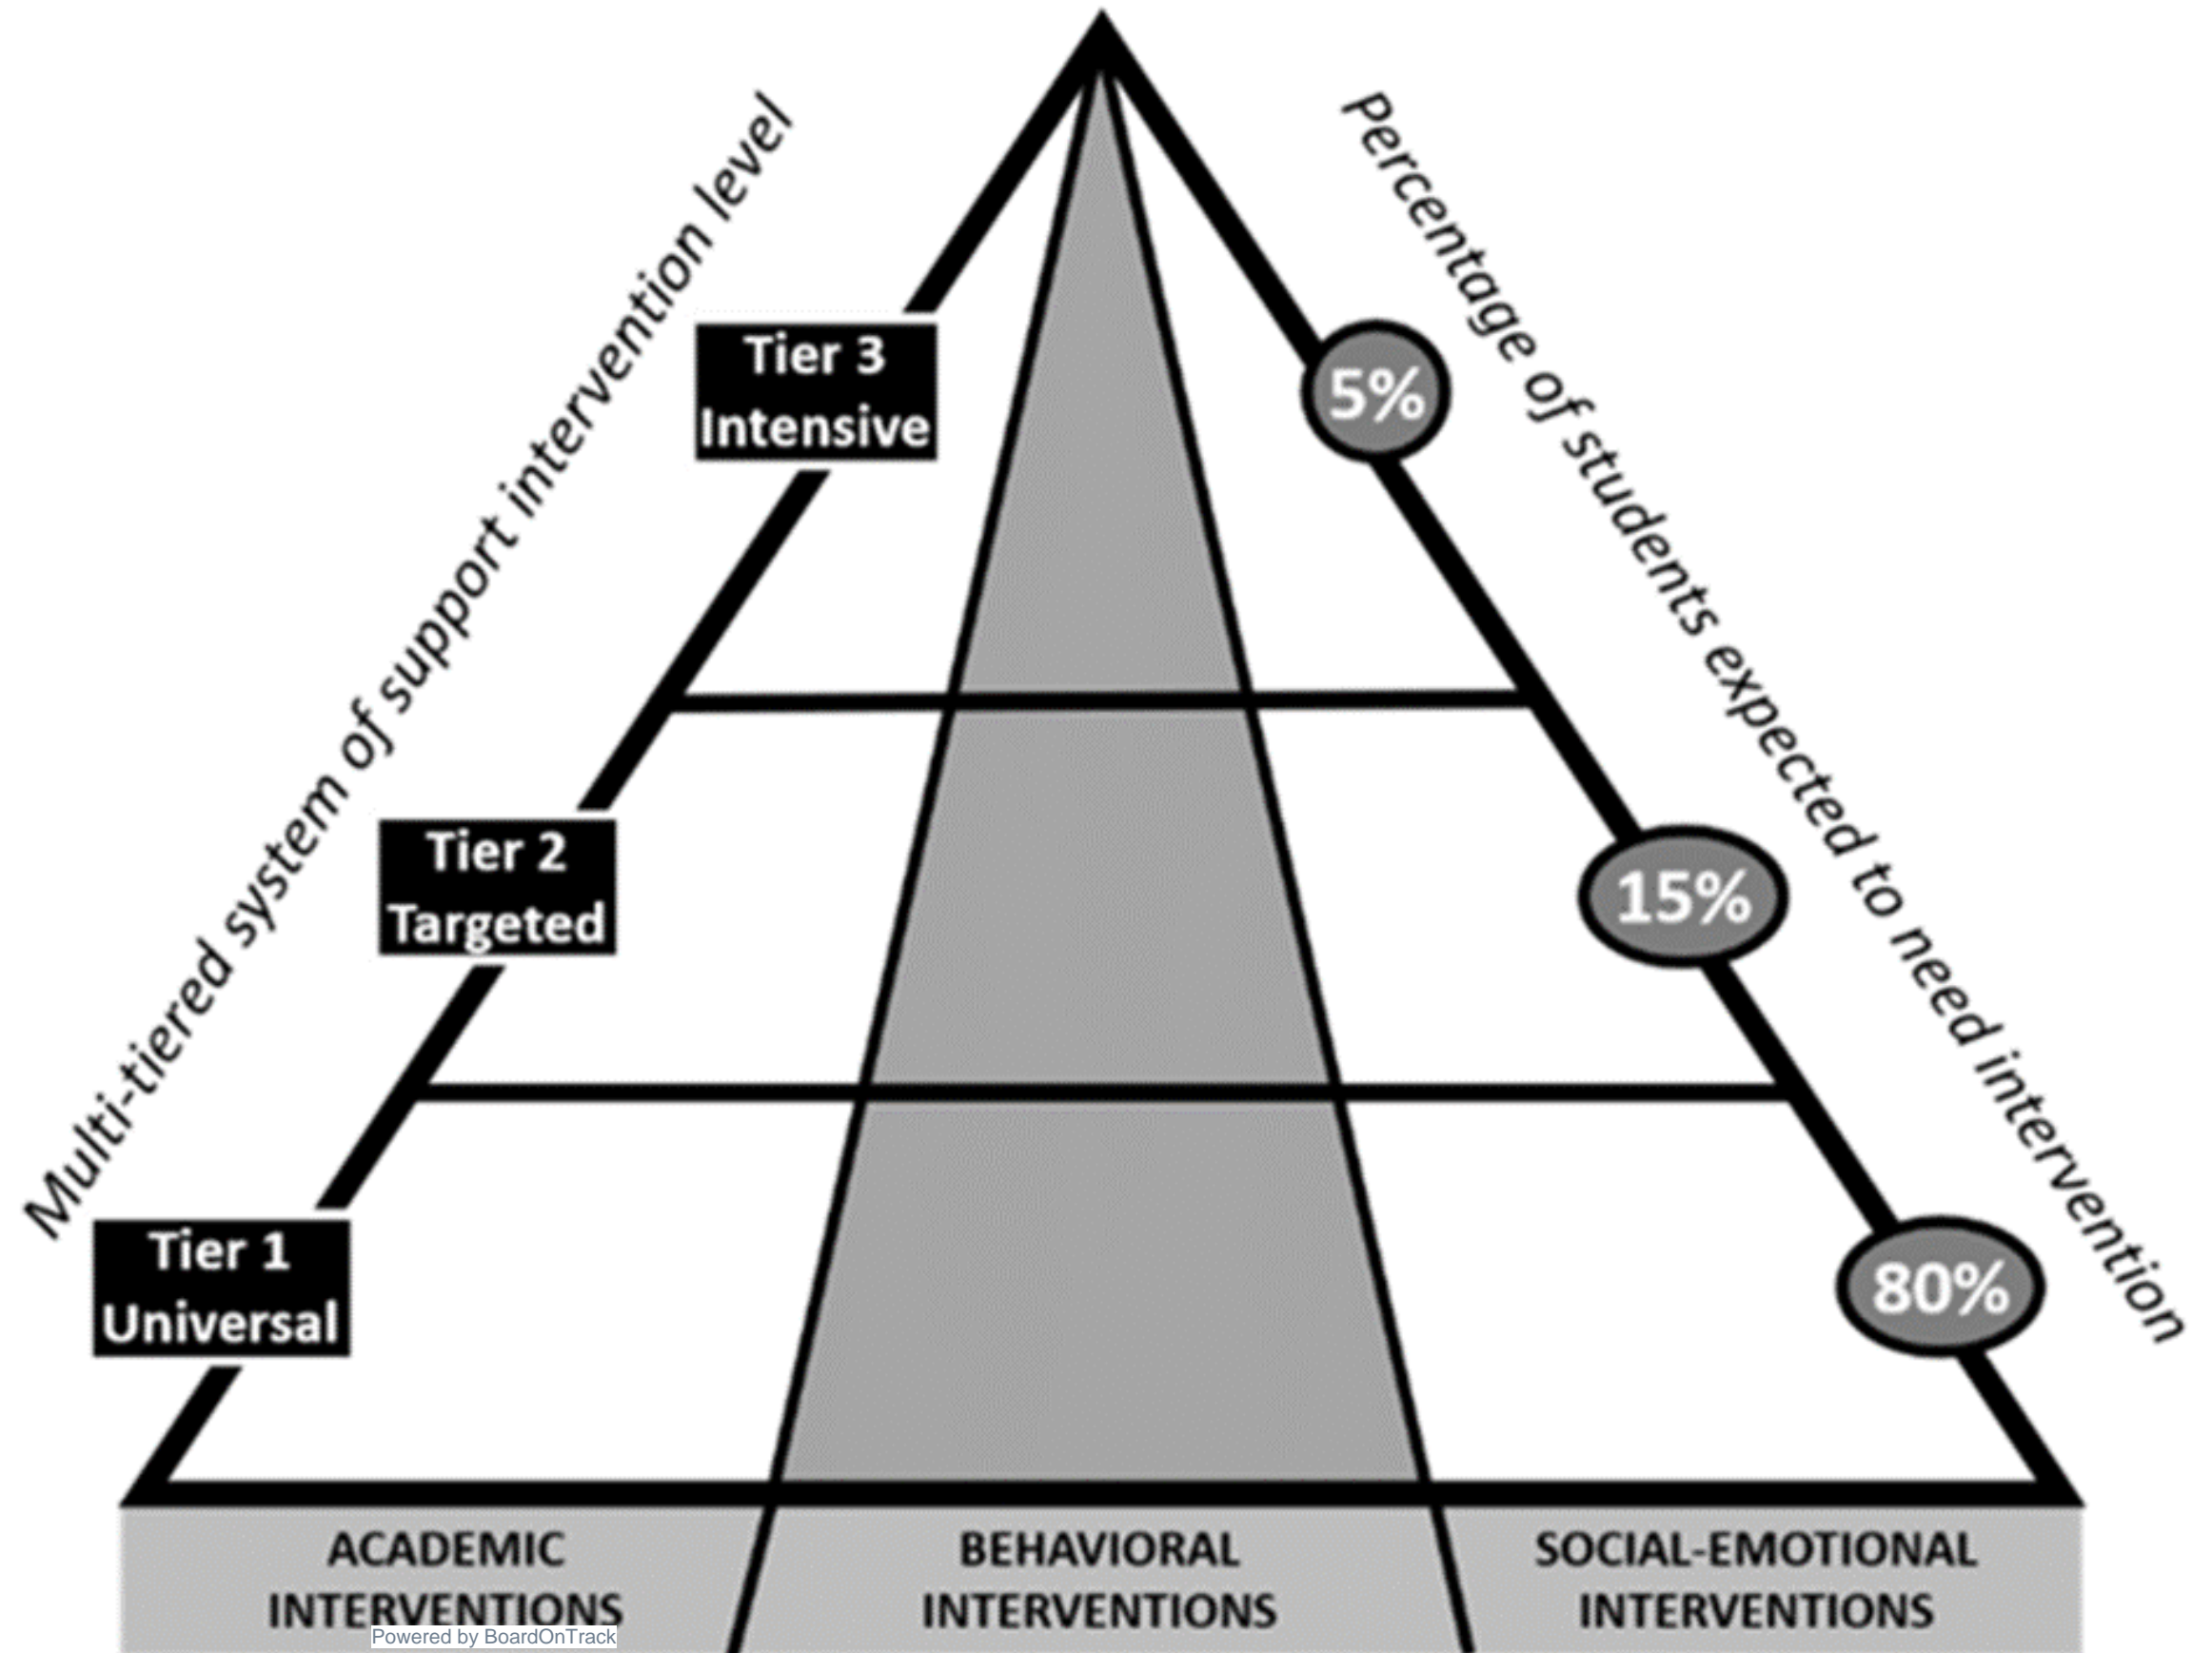 Multi-tiered system of support intervention level
Percentage of students expected to need intervention
Tier 3
Intensive
5%
Tier 2
Targeted
15%
Tier 1
Universal
80%
ACADEMIC
INTERVENTIONS
BEHAVIORAL
INTERVENTIONS
SOCIAL-EMOTIONAL
INTERVENTIONS
Powered by BoardOnTrack